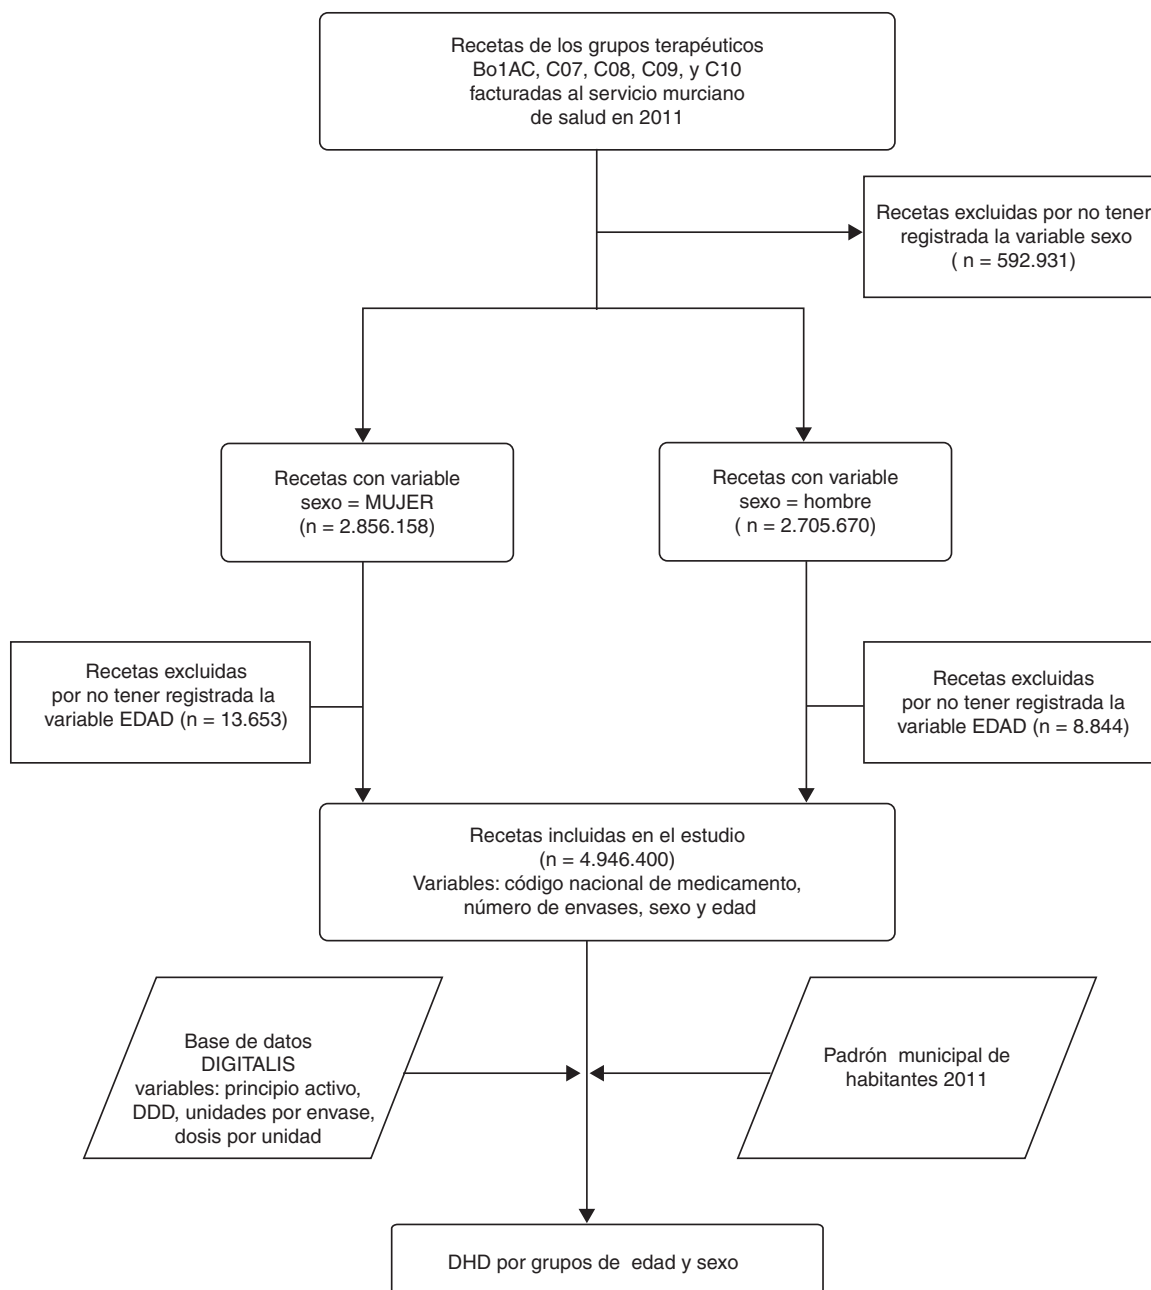 Recetas de los grupos terapéuticos
Bo1AC, C07, C08, C09, y C10
facturadas al servicio murciano
de salud en 2011
Recetas excluidas por no tener
registrada la variable sexo
( n = 592.931)
Recetas con variable
sexo = MUJER
(n = 2.856.158)
Recetas con variable
sexo = hombre
( n = 2.705.670)
Recetas excluidas
por no tener registrada la
variable EDAD (n = 13.653)
Recetas excluidas
por no tener registrada la
variable EDAD (n = 8.844)
Recetas incluidas en el estudio
(n = 4.946.400)
Variables: código nacional de medicamento,
número de envases, sexo y edad
Base de datos
DIGITALIS
variables: principio activo,
DDD, unidades por envase,
dosis por unidad
Padrón municipal de
habitantes 2011
DHD por grupos de edad y sexo